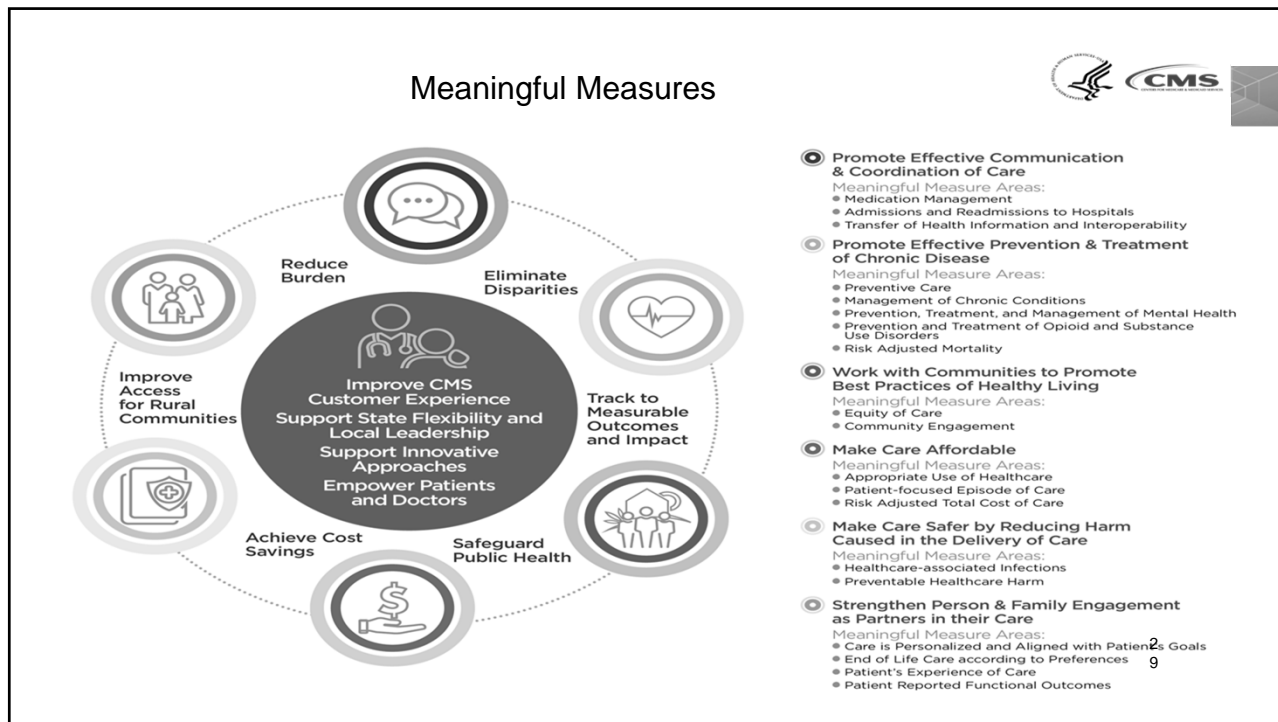 Meaningful Measures
CMS
CENTERS FOR MEDICARE & MEDICAID SERVICES
Reduce
Burden
Eliminate
Disparities
Improve
Access
for Rural
Communities
Improve CMS
Customer Experience
Support State Flexibility and
Local Leadership
Support Innovative
Approaches
Empower Patients
and Doctors
Track to
Measurable
Outcomes
and Impact
Achieve Cost
Savings
Safeguard
Public Health
Promote Effective Communication
& Coordination of Care
Meaningful Measure Areas:
• Medication Management
• Admissions and Readmissions to Hospitals
• Transfer of Health Information and Interoperability
Promote Effective Prevention & Treatment
of Chronic Disease
Meaningful Measure Areas:
• Preventive Care
• Management of Chronic Conditions
• Prevention, Treatment, and Management of Mental Health
• Prevention and Treatment of Opioid and Substance
Use Disorders
• Risk Adjusted Mortality
Work with Communities to Promote
Best Practices of Healthy Living
Meaningful Measure Areas:
• Equity of Care
• Community Engagement
Make Care Affordable
Meaningful Measure Areas:
• Appropriate Use of Healthcare
• Patient-focused Episode of Care
• Risk Adjusted Total Cost of Care
Make Care Safer by Reducing Harm
Caused in the Delivery of Care
Meaningful Measure Areas:
• Healthcare-associated Infections
• Preventable Healthcare Harm
Strengthen Person & Family Engagement
as Partners in their Care
Meaningful Measure Areas:
• Care is Personalized and Aligned with Patient's Goals
• End of Life Care according to Preferences
• Patient's Experience of Care
• Patient Reported Functional Outcomes
2
9